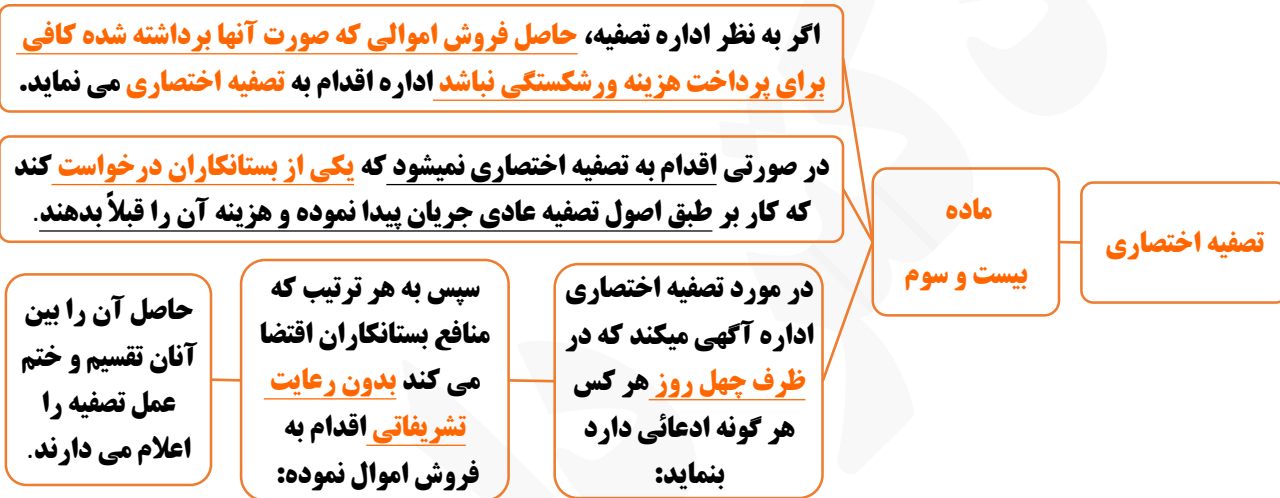 تصفیه اختصاری
ماده
بیست و سوم
اگر به نظر اداره تصفیه، حاصل فروش اموالی که صورت آنها برداشته شده کافی
برای پرداخت هزینه ورشکستگی نباشد اداره اقدام به تصفیه اختصاری می نماید.
در صورتی اقدام به تصفیه اختصاری نمیشود که یکی از بستانکاران درخواست کند
که کار بر طبق اصول تصفیه عادی جریان پیدا نموده و هزینه آن را قبلاً بدهند.
در مورد تصفیه اختصاری
اداره آگهی میکند که در
ظرف چهل روز هر کس
هر گونه ادعائی دارد
بنماید:
سپس به هر ترتیب که
منافع بستانکاران اقتضا
می کند بدون رعایت
تشریفاتی اقدام به
فروش اموال نموده:
حاصل آن را بین
آنان تقسیم و ختم
عمل تصفیه را
اعلام می دارند.